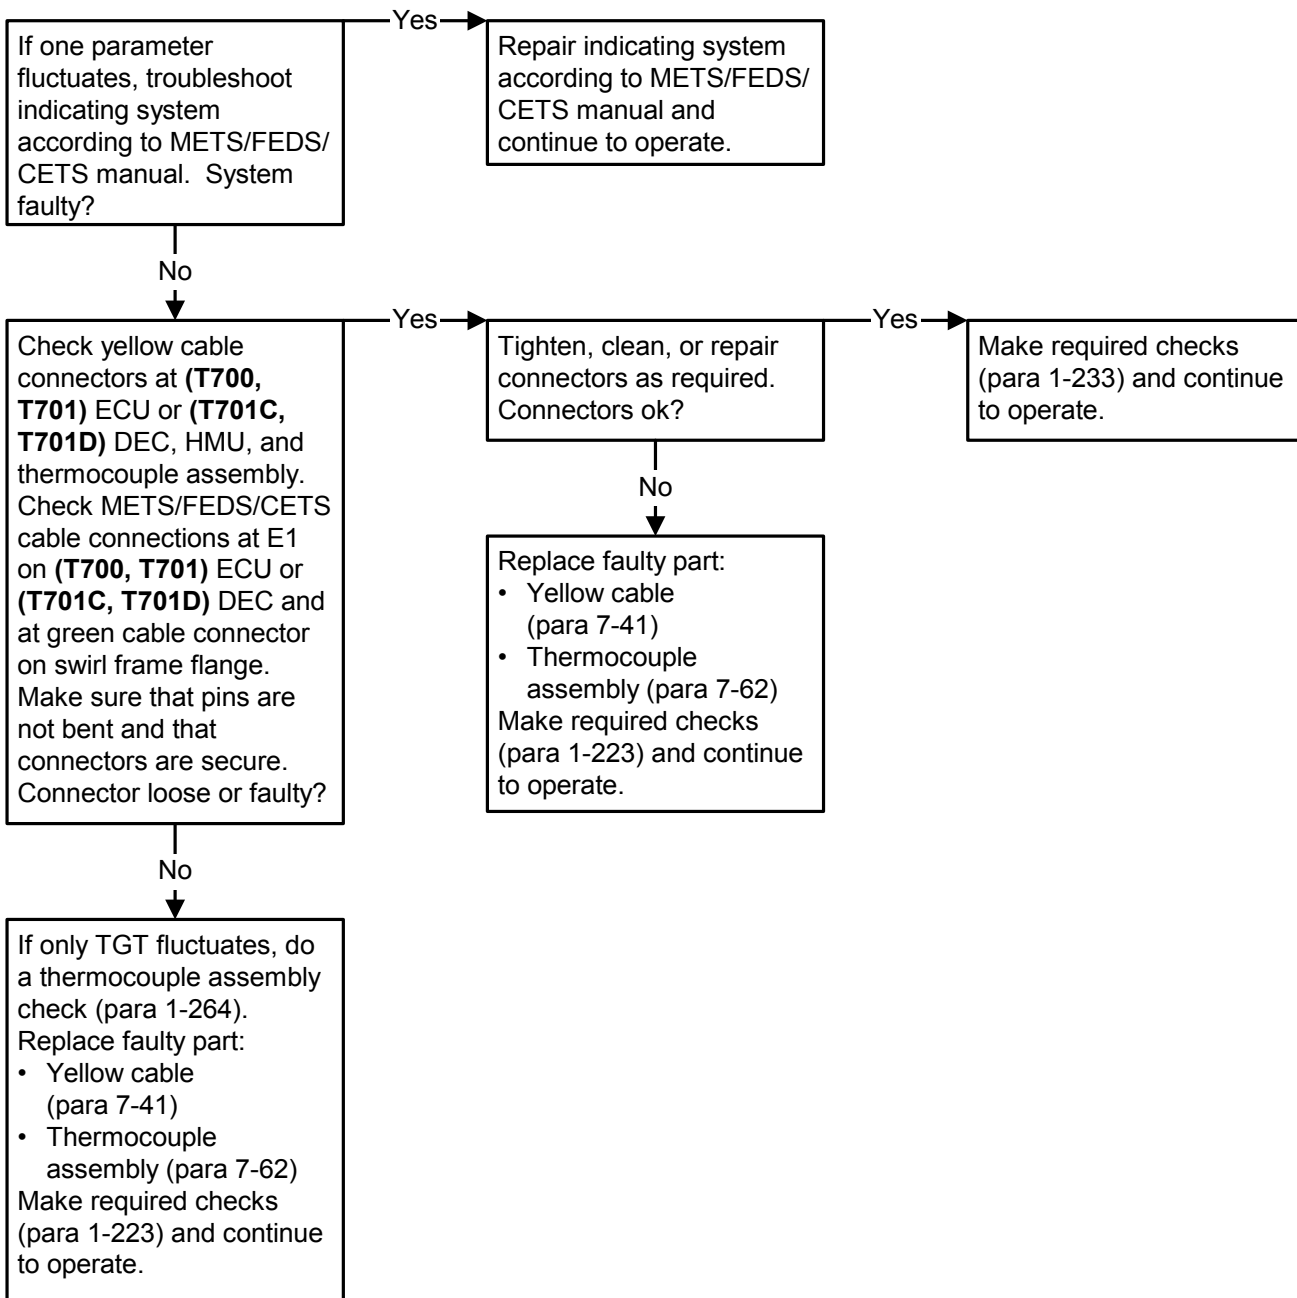 If one parameter
fluctuates, troubleshoot
indicating system
according to METS/FEDS/
CETS manual.  System
faulty?
Yes
Repair indicating system
according to METS/FEDS/
CETS manual and
continue to operate.
No
Check yellow cable
connectors at (T700,
T701) ECU or (T701C,
T701D) DEC, HMU, and
thermocouple assembly.
Check METS/FEDS/CETS
cable connections at E1
on (T700, T701) ECU or
(T701C, T701D) DEC and
at green cable connector
on swirl frame flange.
Make sure that pins are
not bent and that
connectors are secure.
Connector loose or faulty?
Yes
Tighten, clean, or repair
connectors as required.
Connectors ok?
Yes
Make required checks
(para 1-233) and continue
to operate.
No
Replace faulty part:
• Yellow cable
(para 7-41)
• Thermocouple
assembly (para 7-62)
Make required checks
(para 1-223) and continue
to operate.
No
If only TGT fluctuates, do
a thermocouple assembly
check (para 1-264).
Replace faulty part:
• Yellow cable
(para 7-41)
• Thermocouple
assembly (para 7-62)
Make required checks
(para 1-223) and continue
to operate.